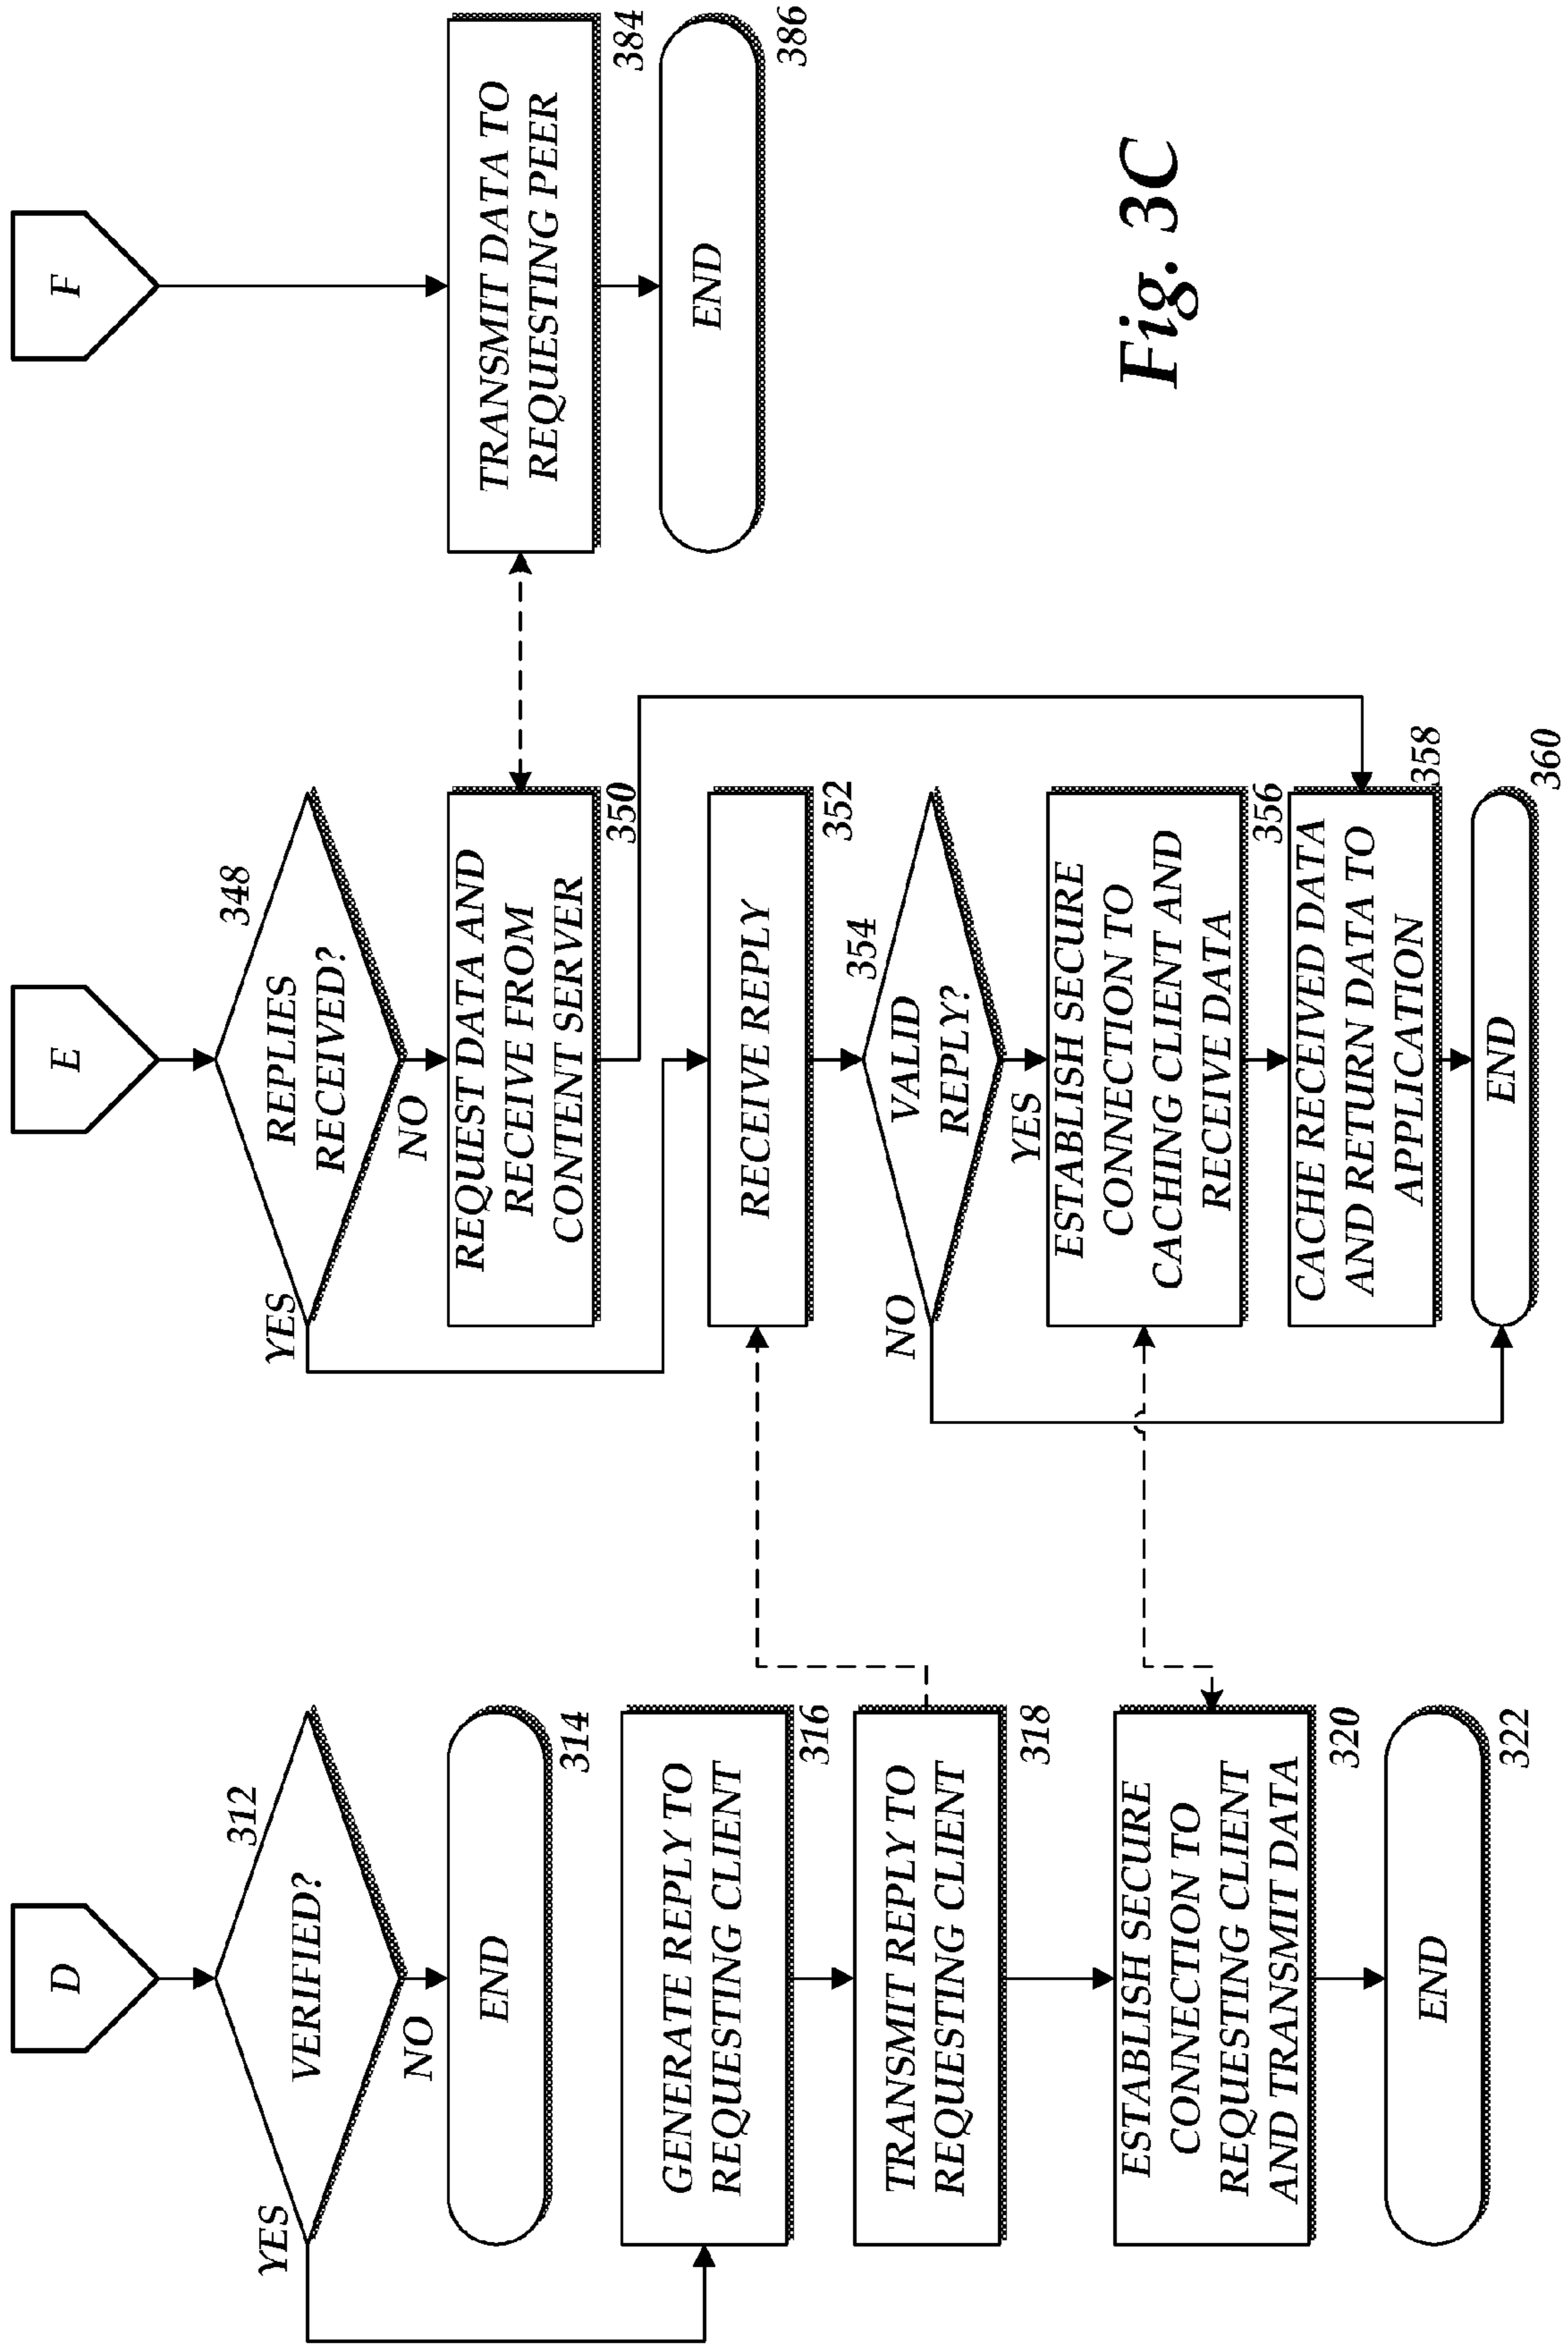 D
VERIFIED?
312
YES
NO
END
314
GENERATE REPLY TO
REQUESTING CLIENT
316
TRANSMIT REPLY TO
REQUESTING CLIENT
318
ESTABLISH SECURE
CONNECTION TO
REQUESTING CLIENT
AND TRANSMIT DATA
320
END
322
E
REPLIES
RECEIVED?
348
YES
NO
REQUEST DATA AND
RECEIVE FROM
CONTENT SERVER
350
RECEIVE REPLY
352
VALID
REPLY?
354
NO
YES
ESTABLISH SECURE
CONNECTION TO
CACHING CLIENT AND
RECEIVE DATA
356
CACHE RECEIVED DATA
AND RETURN DATA TO
APPLICATION
358
END
360
F
TRANSMIT DATA TO
REQUESTING PEER
384
END
386
Fig. 3C